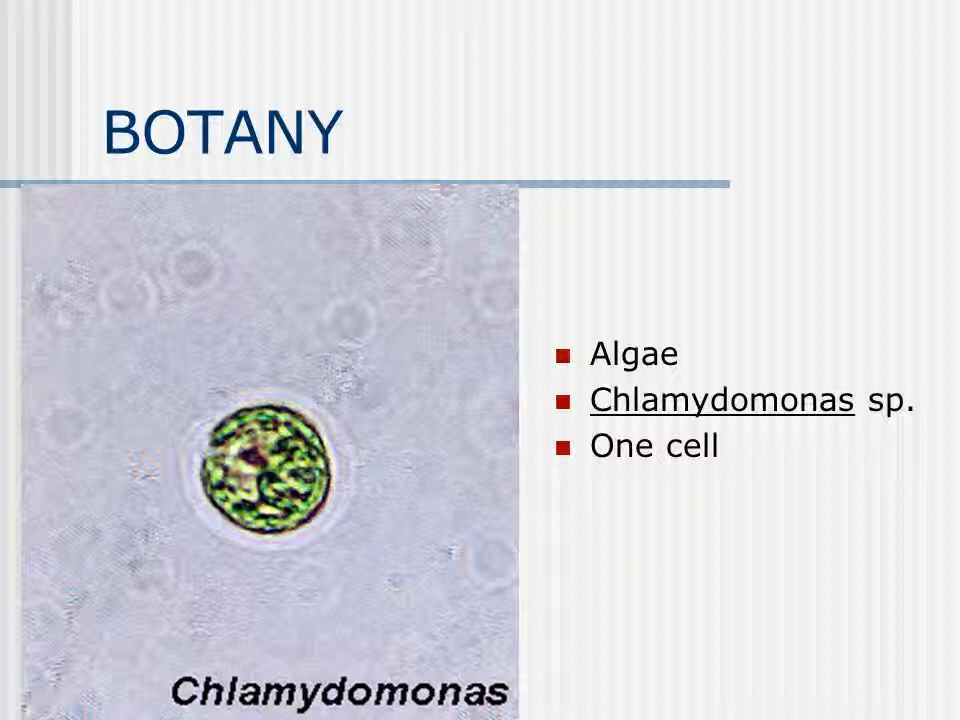 BOTANY
Algae
Chlamydomonas sp.
One cell
Chlamydomonas